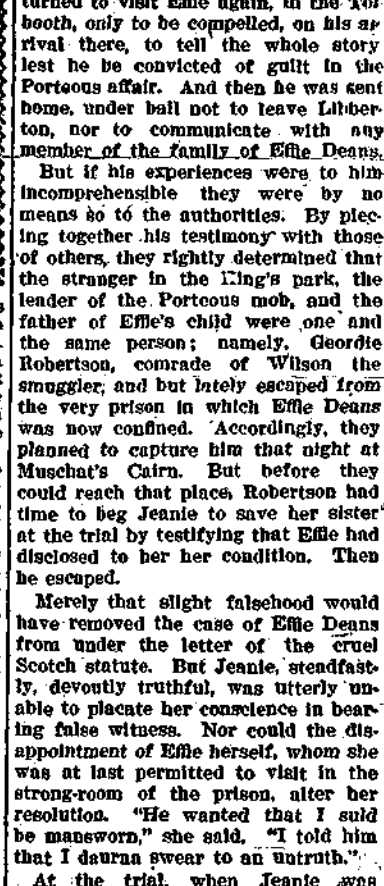 turned to visit Effie again, in the Tol-
booth, only to be compelled, on his ar-
rival there, to tell the whole story
lest he be convicted of guilt in the
Porteous affair. And then he was sent
home, under bail not to leave Libber-
ton, nor to communicate with any
member of the family of Effie Deans.
But if his experiences were to him
incomprehensible they were by no
means so to the authorities. By piec-
ing together his testimony with those
of others, they rightly determined that
the stranger in the King's park, the
leader of the Porteous mob, and the
father of Effie's child were one and
the same person; namely, Geordie
Robertson, comrade of Wilson the
smuggler, and but lately escaped from
the very prison in which Effie Deans
was now confined. Accordingly, they
planned to capture him that night at
Muschat's Cairn. But before they
could reach that place, Robertson had
time to beg Jeanie to save her sister
at the trial by testifying that Effie had
disclosed to her her condition. Then
he escaped.
Merely that slight falsehood would
have removed the case of Effie Deans
from under the letter of the cruel
Scotch statute. But Jeanie, steadfast-
ly, devoutly truthful, was utterly un-
able to placate her conscience in bear-
ing false witness. Nor could the dis-
appointment of Effie herself, whom she
was at last permitted to visit in the
strong-room of the prison, alter her
resolution. "He wanted that I suld
be mansworn," she said, "I told him
that I daurna swear to an untruth."
At the trial, when Jeanie was